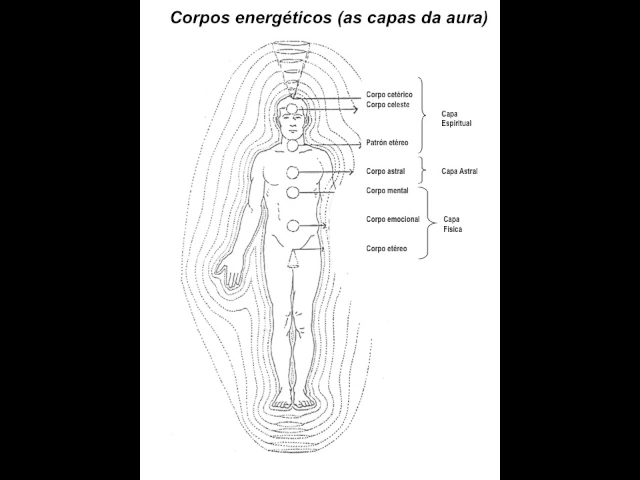 Corpos energéticos (as capas da aura)
Corpo cetérico
Corpo celeste
Capa
Espiritual
Patrón etéreo
Corpo astral
Capa Astral
Corpo mental
Corpo emocional
Capa
Física
Corpo etéreo